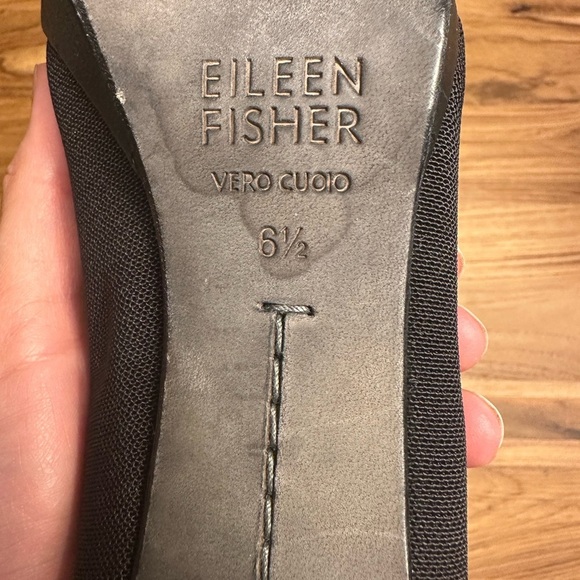 EILEEN
FISHER
VERO CUOIO
6½